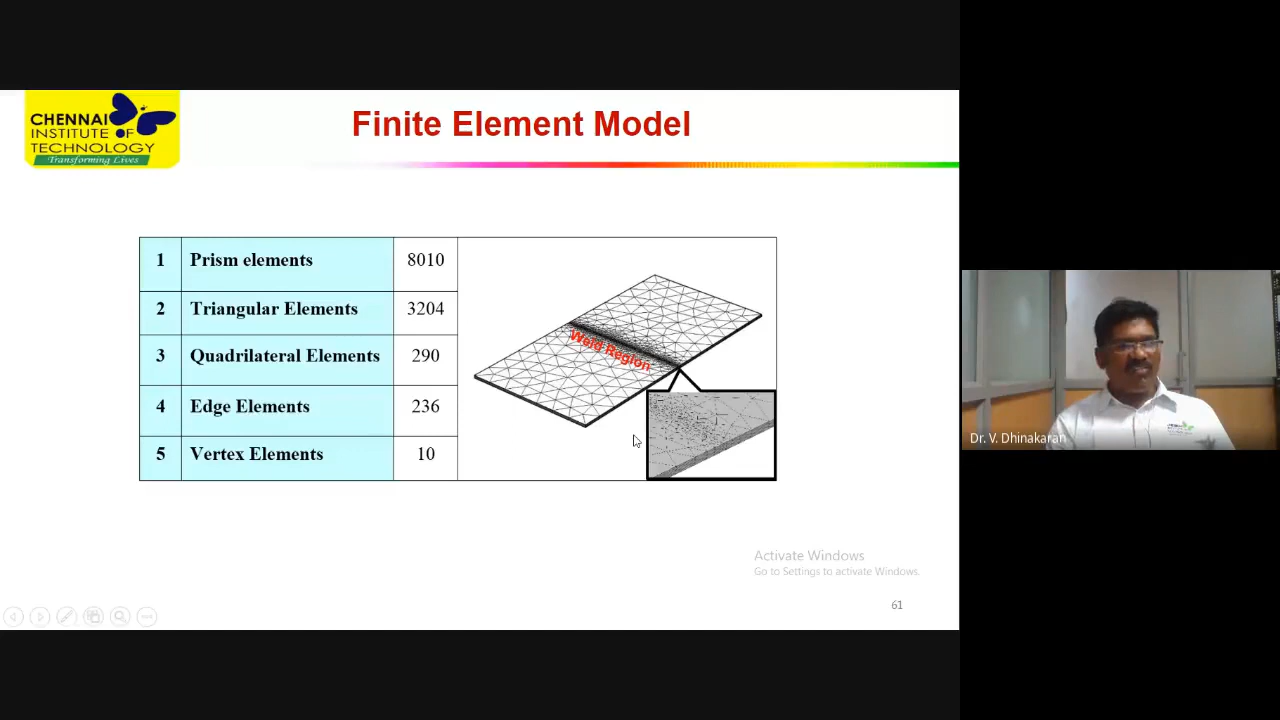 CHENNAI
INSTITUTE OF
TECHNOLOGY
Transforming Lives
Finite Element Model
1 Prism elements 8010
2 Triangular Elements 3204
3 Quadrilateral Elements 290
4 Edge Elements 236
5 Vertex Elements 10
Weld Region
Activate Windows
Go to Settings to activate Windows.
61
Dr. V. Dhinakaran